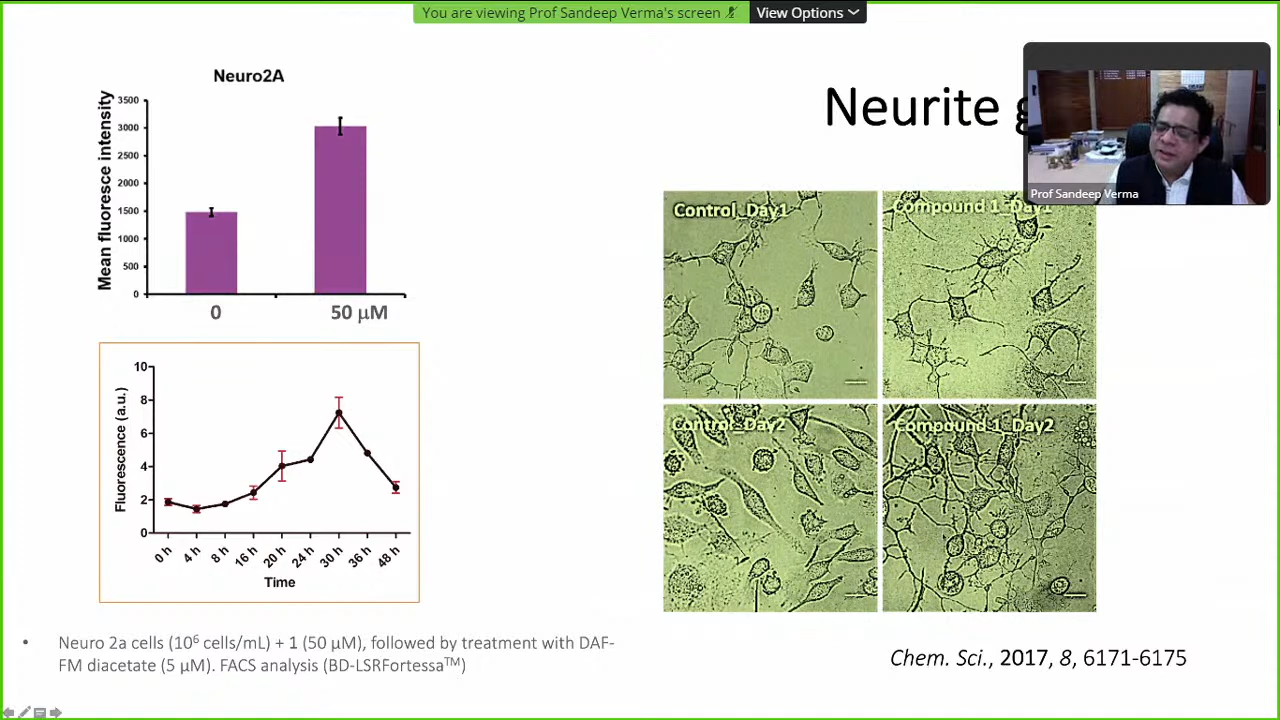 You are viewing Prof Sandeep Verma's screen
View Options
Neuro2A
Mean fluoresce intensity
3500
3000
2500
2000
1500
1000
500
0
0
50 μM
Fluorescence (a.u.)
10
8
6
4
2
0
0 h
4 h
8 h
16 h
20 h
24 h
30 h
36 h
48 h
Time
Neurite g
Prof Sandeep Verma
Control_Day1
Compound 1_Day1
Control_Day2
Compound 1_Day2
• Neuro 2a cells (10⁶ cells/mL) + 1 (50 μM), followed by treatment with DAF-
FM diacetate (5 μM). FACS analysis (BD-LSRFortessaTM)
Chem. Sci., 2017, 8, 6171-6175